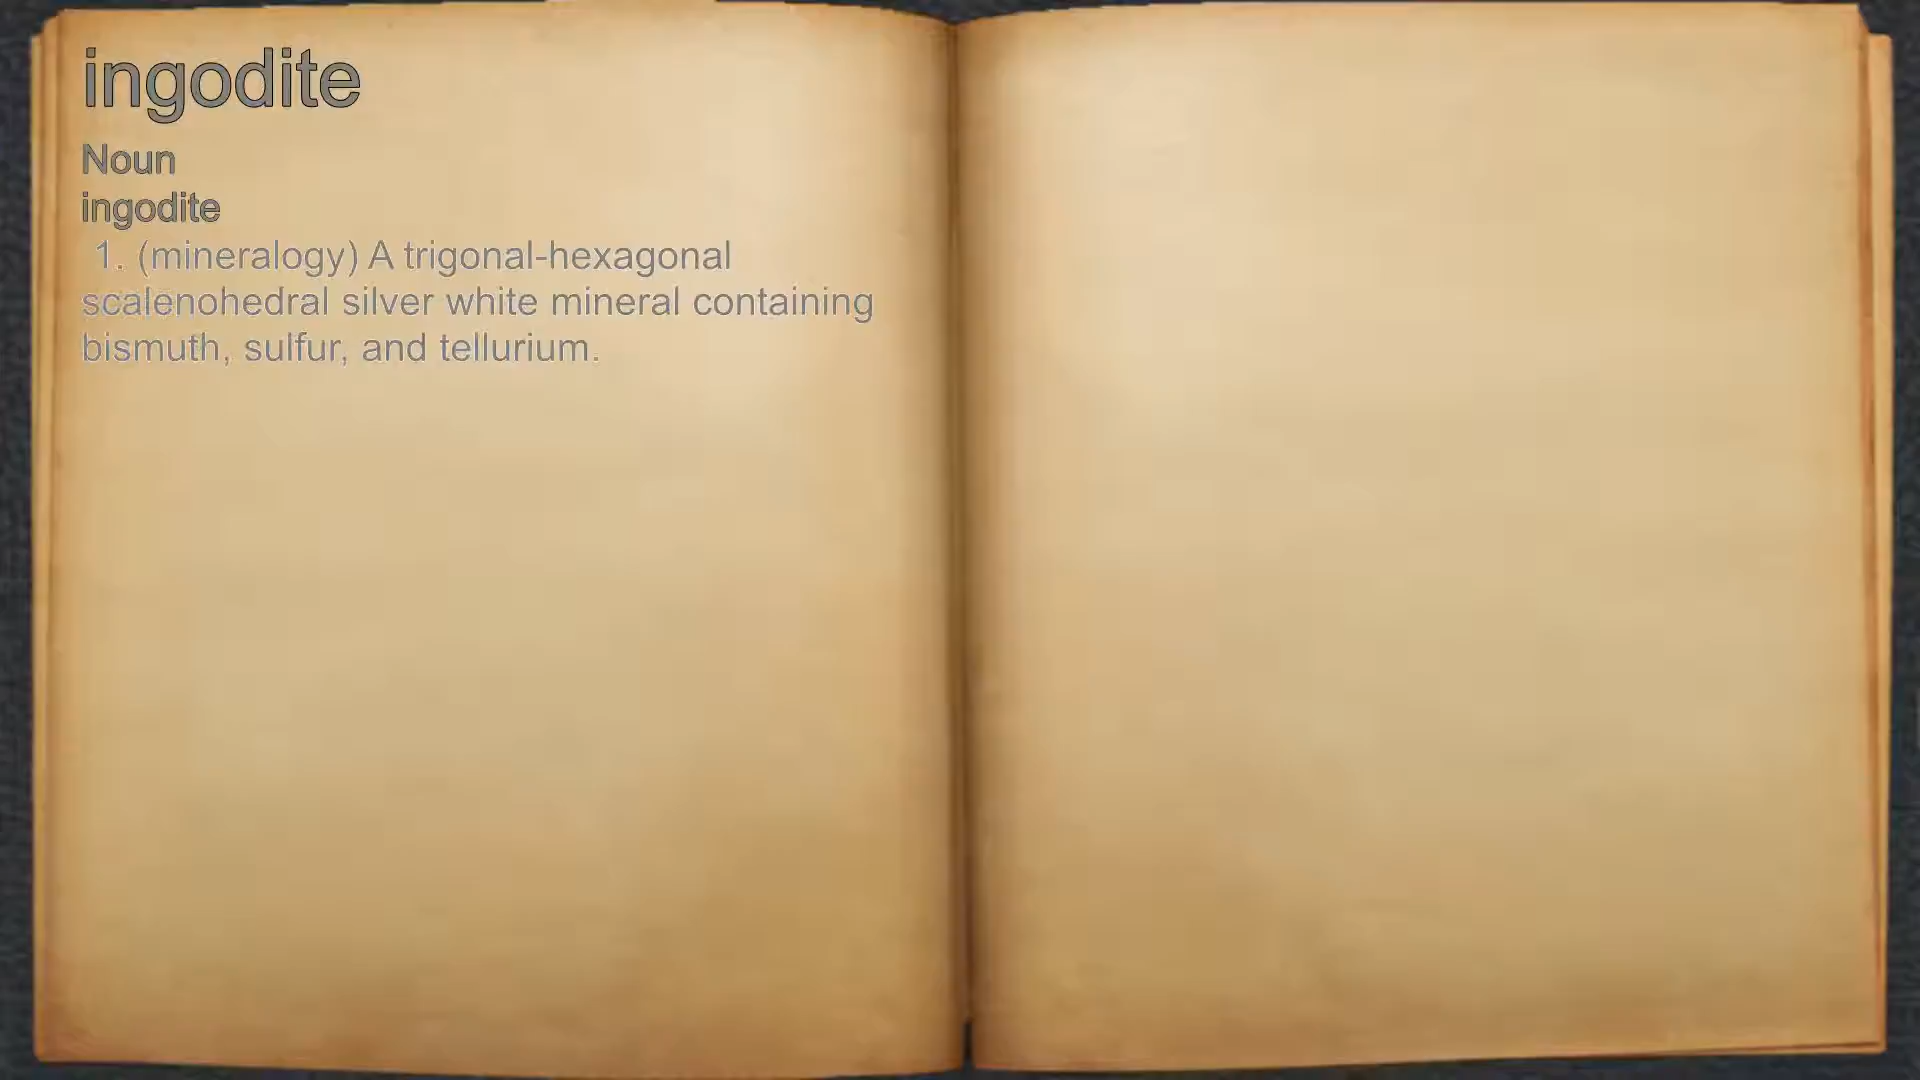 ingodite
Noun
ingodite
1. (mineralogy) A trigonal-hexagonal
scalenohedral silver white mineral containing
bismuth, sulfur, and tellurium.